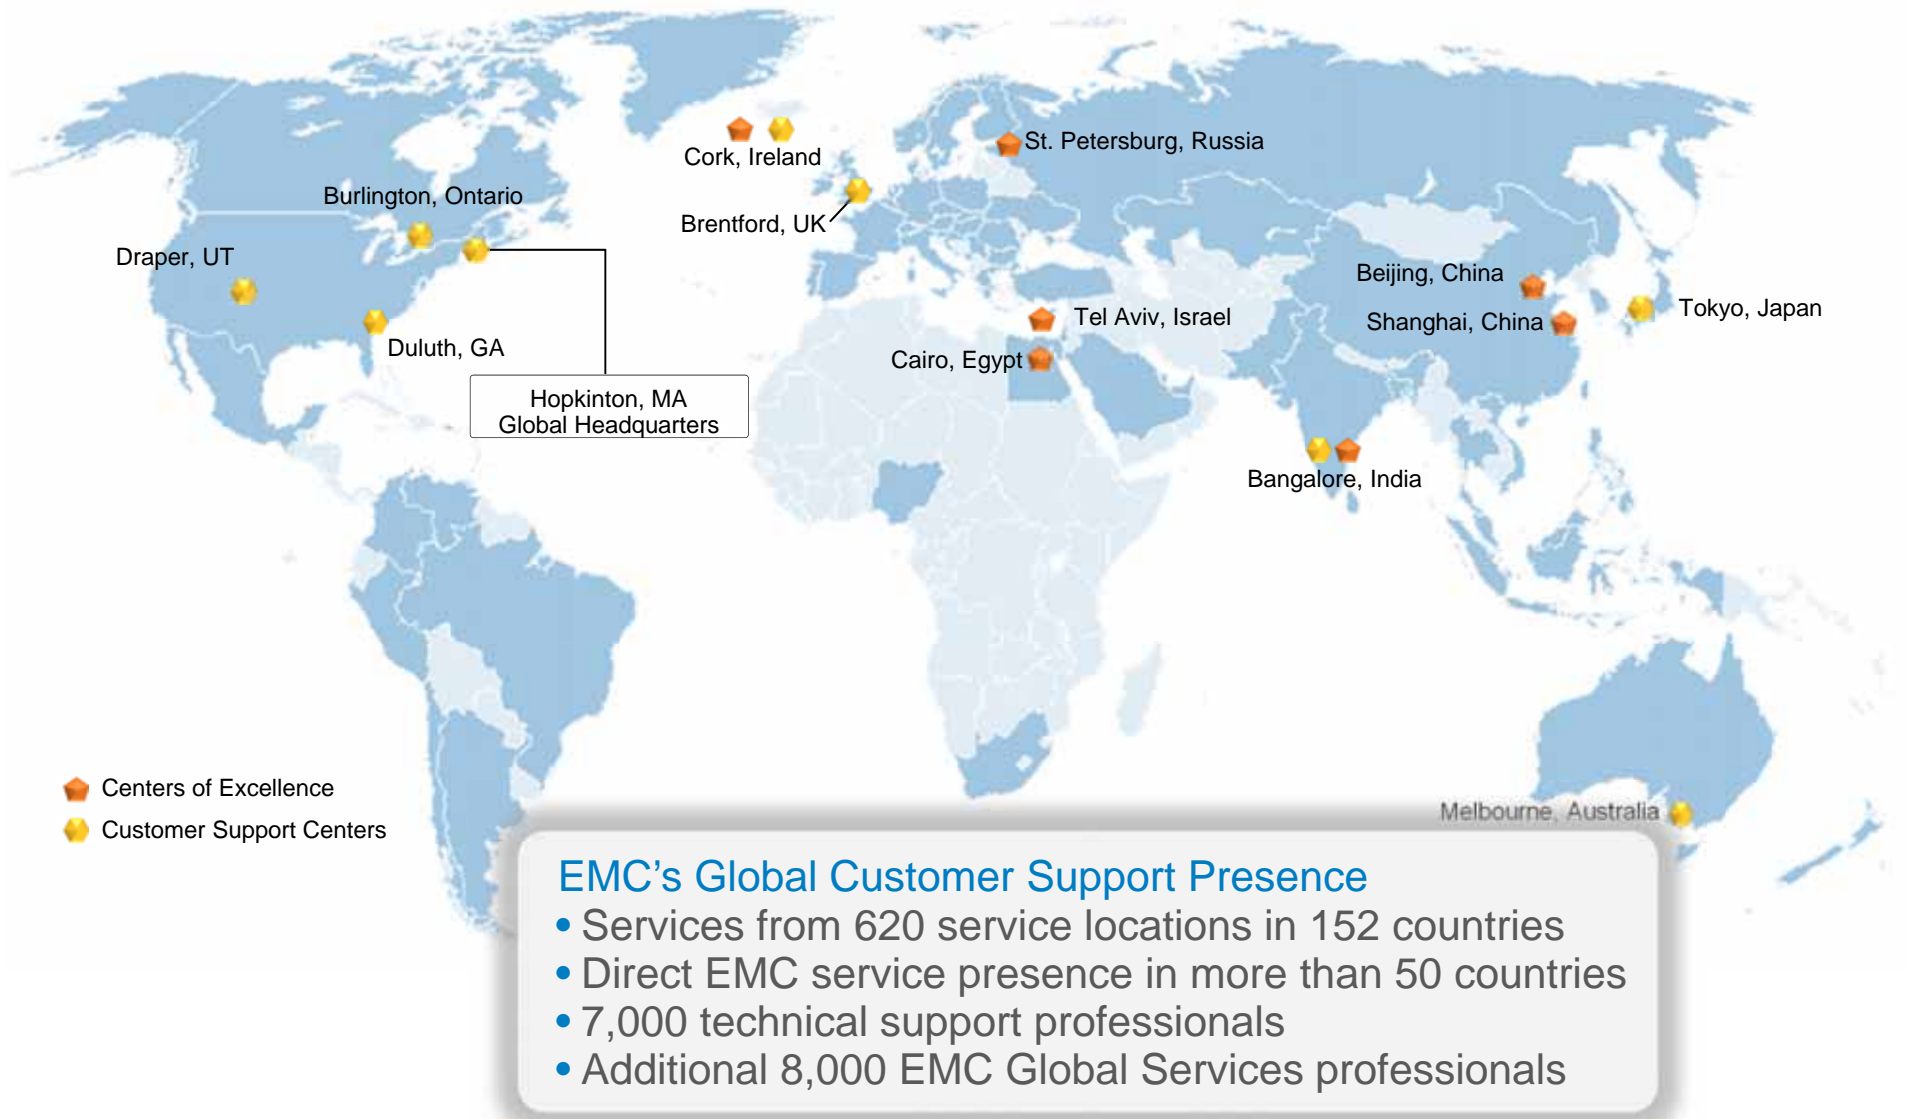 St. Petersburg, Russia
Cork, Ireland
Burlington, Ontario
Brentford, UK
Draper, UT
Beijing, China
Tokyo, Japan
Tel Aviv, Israel
Shanghai, China
Duluth, GA
Cairo, Egypt
Hopkinton, MA
Global Headquarters
Bangalore, India
Centers of Excellence
Customer Support Centers
Melbourne, Australia
EMC’s Global Customer Support Presence
• Services from 620 service locations in 152 countries
• Direct EMC service presence in more than 50 countries
• 7,000 technical support professionals
• Additional 8,000 EMC Global Services professionals